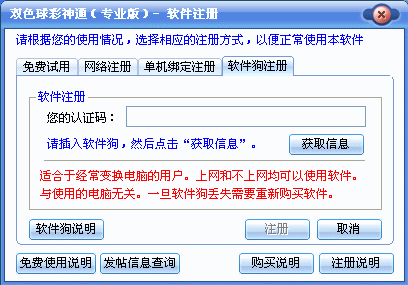 双色球彩神通（专业版）- 软件注册
请根据您的使用情况，选择相应的注册方式，以便正常使用本软件
免费试用 网络注册 单机绑定注册 软件狗注册
软件注册
您的认证码：
请插入软件狗，然后点击“获取信息”。 获取信息
适合于经常变换电脑的用户。上网和不上网均可以使用软件。
与使用的电脑无关。一旦软件狗丢失需要重新购买软件。
软件狗说明 注册 取消
免费使用说明 发帖信息查询 购买说明 注册说明